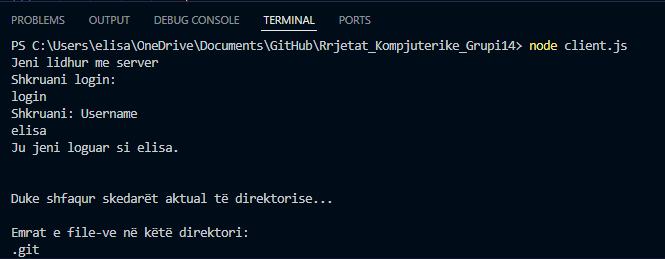 PROBLEMS OUTPUT DEBUG CONSOLE TERMINAL PORTS
PS C:\Users\elisa\OneDrive\Documents\GitHub\Rrjetat_Kompjuterike_Grupi14> node client.js
Jeni lidhur me server
Shkruani login:
login
Shkruani: Username
elisa
Ju jeni loguar si elisa.
Duke shfaqur skedarët aktual të direktorise...
Emrat e file-ve në këtë direktori:
.git